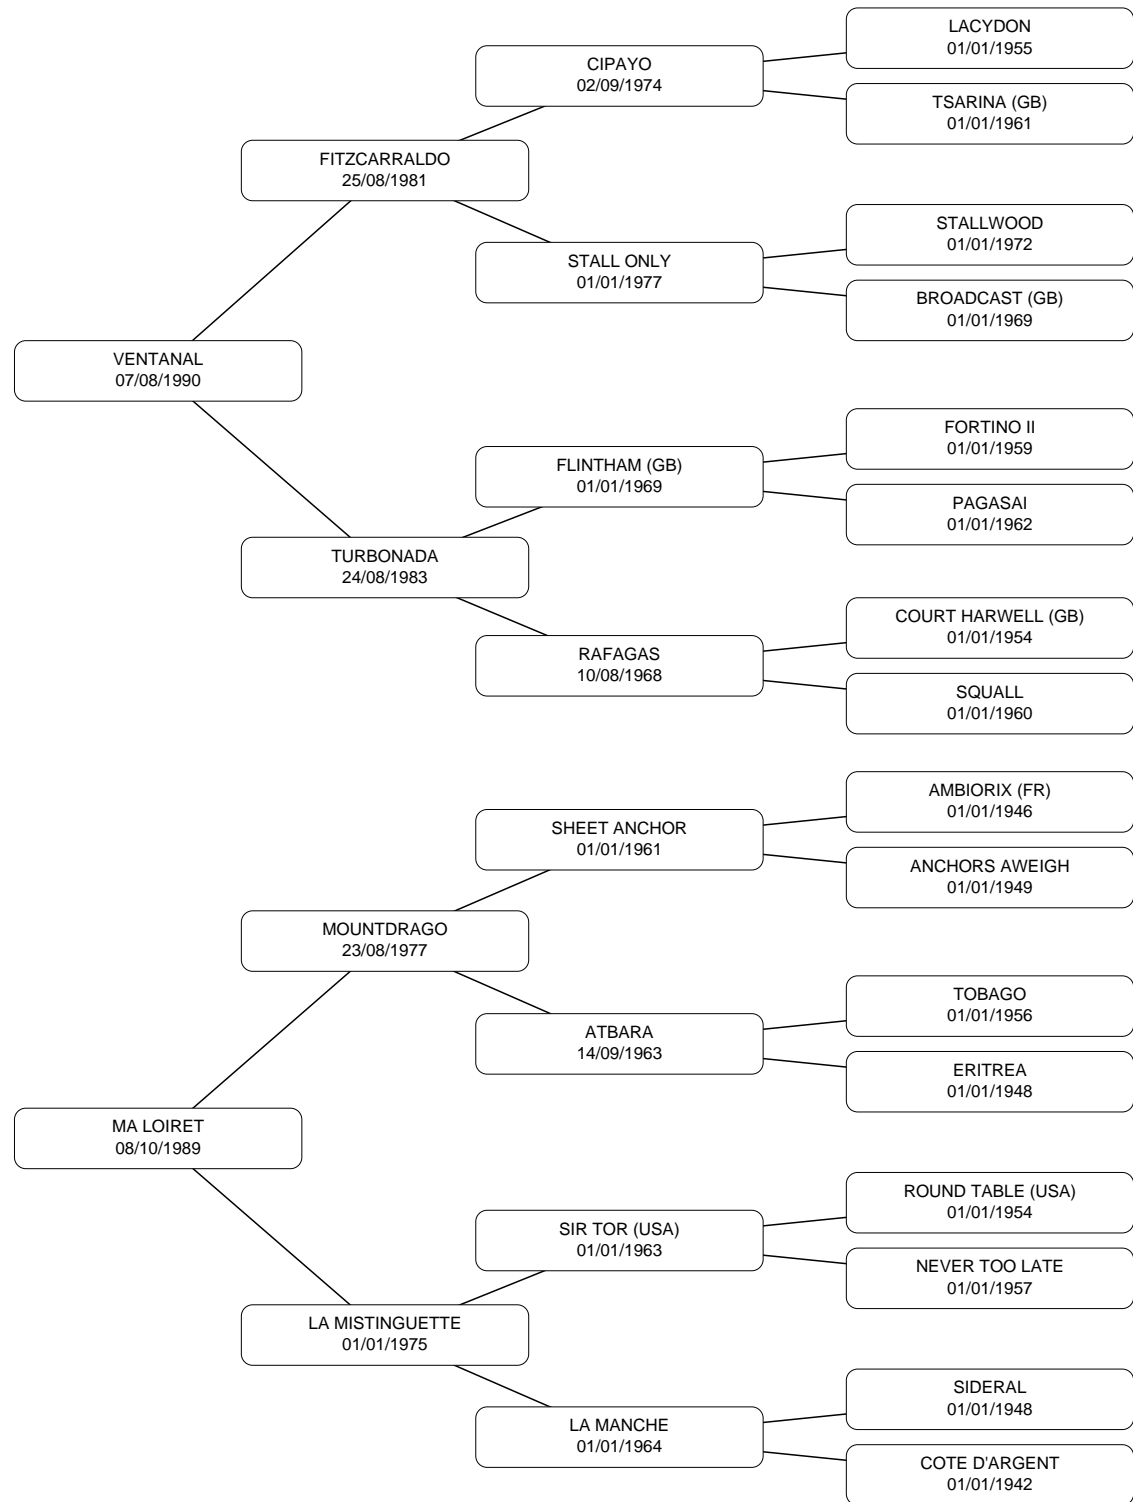 LACYDON
01/01/1955
CIPAYO
02/09/1974
TSARINA (GB)
01/01/1961
FITZCARRALDO
25/08/1981
STALLWOOD
01/01/1972
STALL ONLY
01/01/1977
BROADCAST (GB)
01/01/1969
VENTANAL
07/08/1990
FORTINO II
01/01/1959
FLINTHAM (GB)
01/01/1969
PAGASAI
01/01/1962
TURBONADA
24/08/1983
COURT HARWELL (GB)
01/01/1954
RAFAGAS
10/08/1968
SQUALL
01/01/1960
AMBIORIX (FR)
01/01/1946
SHEET ANCHOR
01/01/1961
ANCHORS AWEIGH
01/01/1949
MOUNTDRAGO
23/08/1977
TOBAGO
01/01/1956
ATBARA
14/09/1963
ERITREA
01/01/1948
MA LOIRET
08/10/1989
ROUND TABLE (USA)
01/01/1954
SIR TOR (USA)
01/01/1963
NEVER TOO LATE
01/01/1957
LA MISTINGUETTE
01/01/1975
SIDERAL
01/01/1948
LA MANCHE
01/01/1964
COTE D'ARGENT
01/01/1942